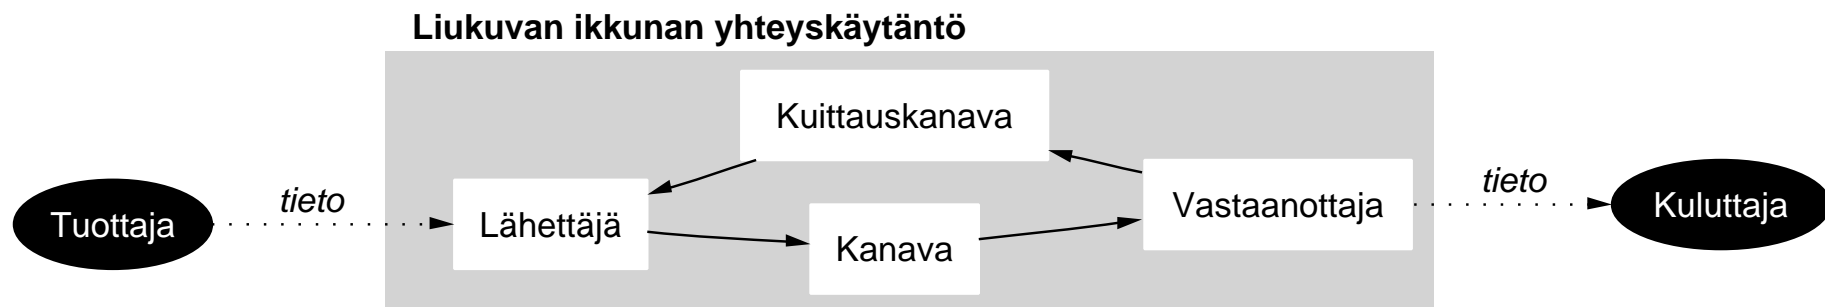 Liukuvan ikkunan yhteyskäytäntö
Kuittauskanava
Tuottaja
tieto
Lähettäjä
Kanava
Vastaanottaja
tieto
Kuluttaja